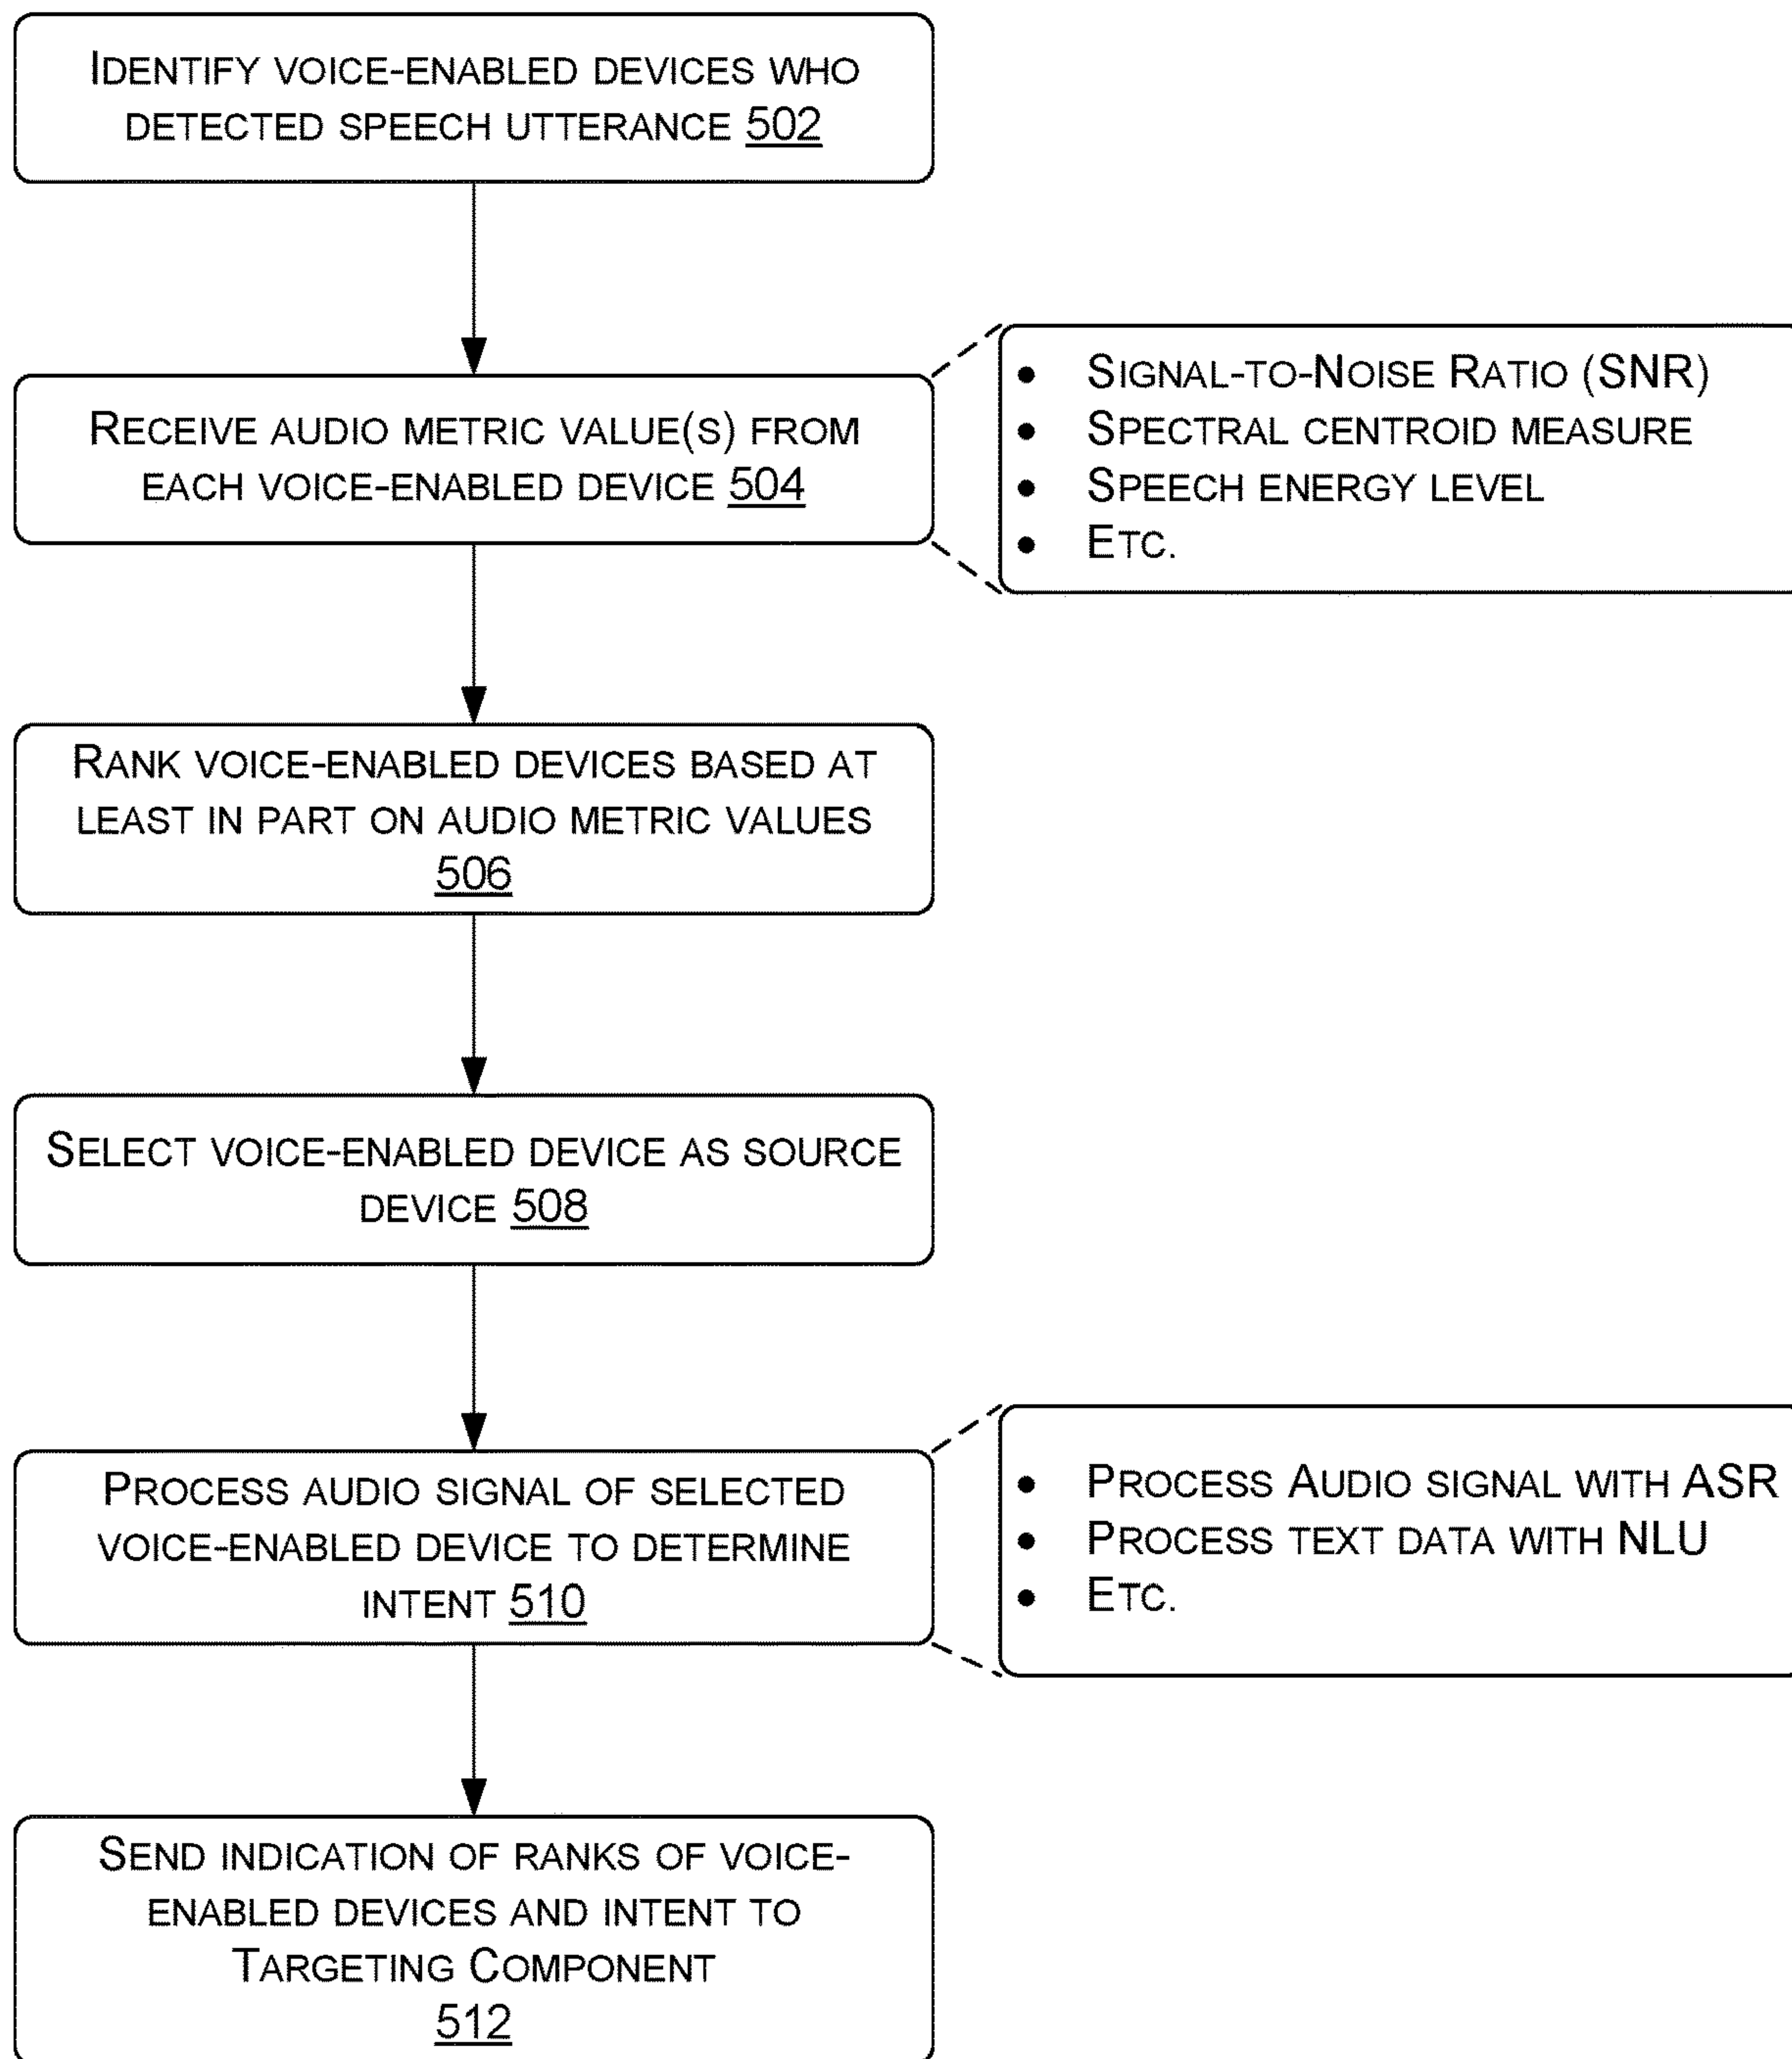 IDENTIFY VOICE-ENABLED DEVICES WHO
DETECTED SPEECH UTTERANCE 502
RECEIVE AUDIO METRIC VALUE(S) FROM
EACH VOICE-ENABLED DEVICE 504
• SIGNAL-TO-NOISE RATIO (SNR)
• SPECTRAL CENTROID MEASURE
• SPEECH ENERGY LEVEL
• ETC.
RANK VOICE-ENABLED DEVICES BASED AT
LEAST IN PART ON AUDIO METRIC VALUES
506
SELECT VOICE-ENABLED DEVICE AS SOURCE
DEVICE 508
PROCESS AUDIO SIGNAL OF SELECTED
VOICE-ENABLED DEVICE TO DETERMINE
INTENT 510
• PROCESS AUDIO SIGNAL WITH ASR
• PROCESS TEXT DATA WITH NLU
• ETC.
SEND INDICATION OF RANKS OF VOICE-
ENABLED DEVICES AND INTENT TO
TARGETING COMPONENT
512